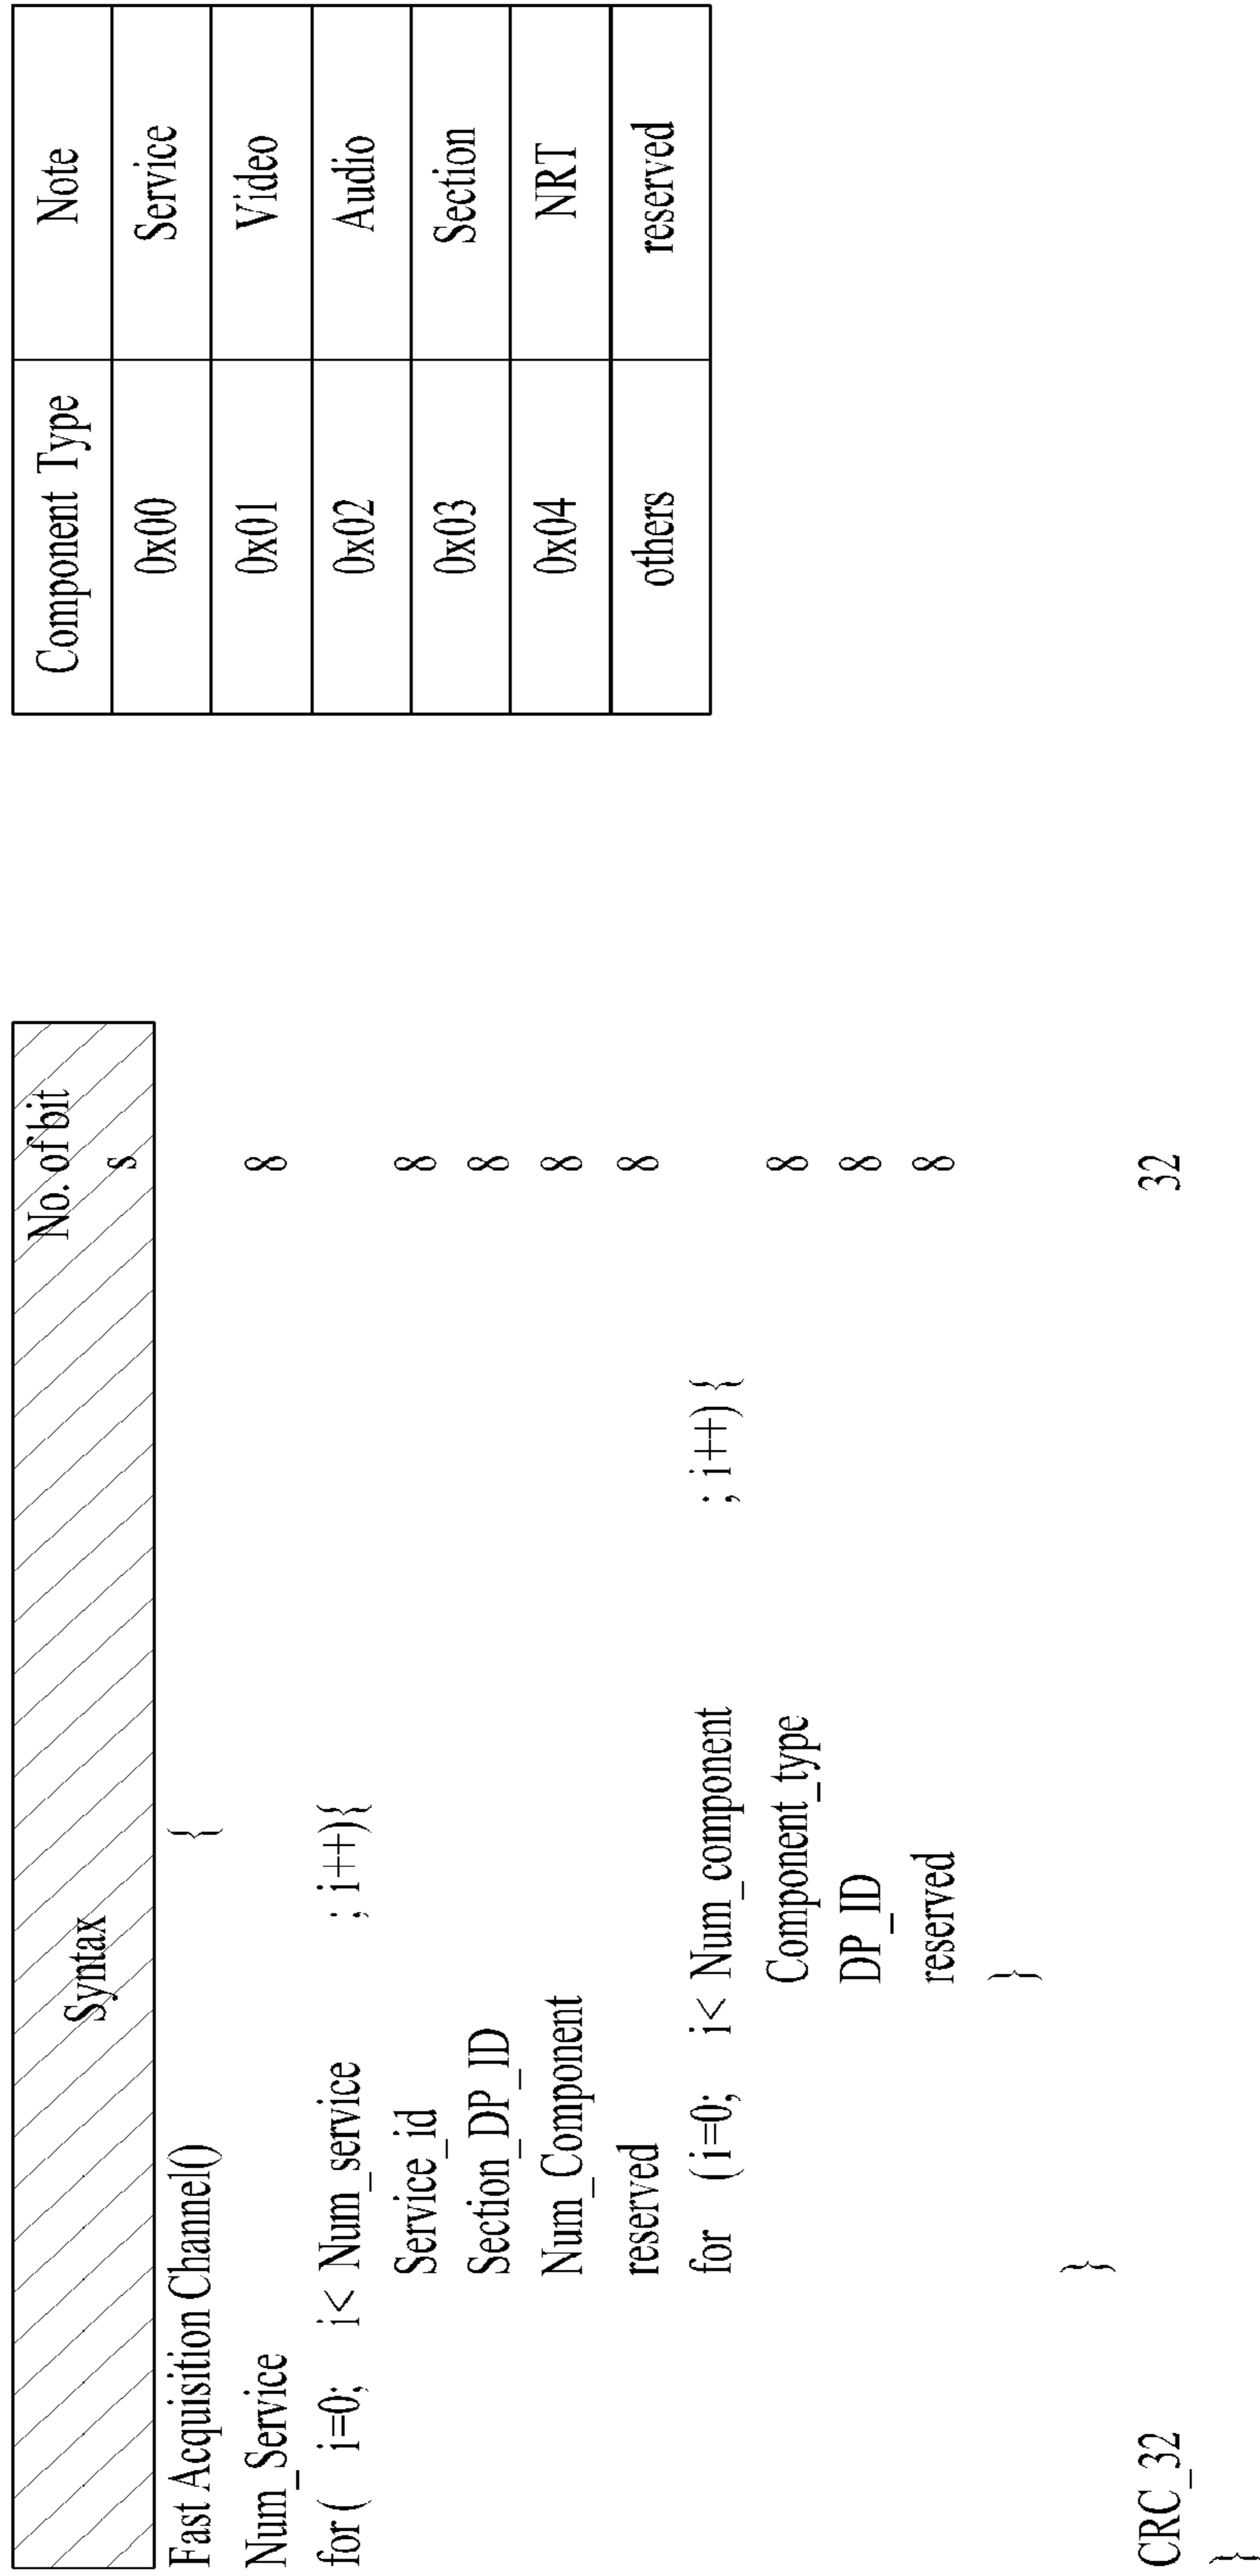 Syntax No. of bit
s
Fast Acquisition Channel() {
Num_Service 8
for ( i=0; i< Num_service ; i++){
Service_id 8
Section_DP_ID 8
Num_Component 8
reserved 8
for (i=0; i< Num_component ; i++) {
Component_type 8
DP_ID 8
reserved 8
}
}
CRC_32 32
}
Component Type Note
0x00 Service
0x01 Video
0x02 Audio
0x03 Section
0x04 NRT
others reserved